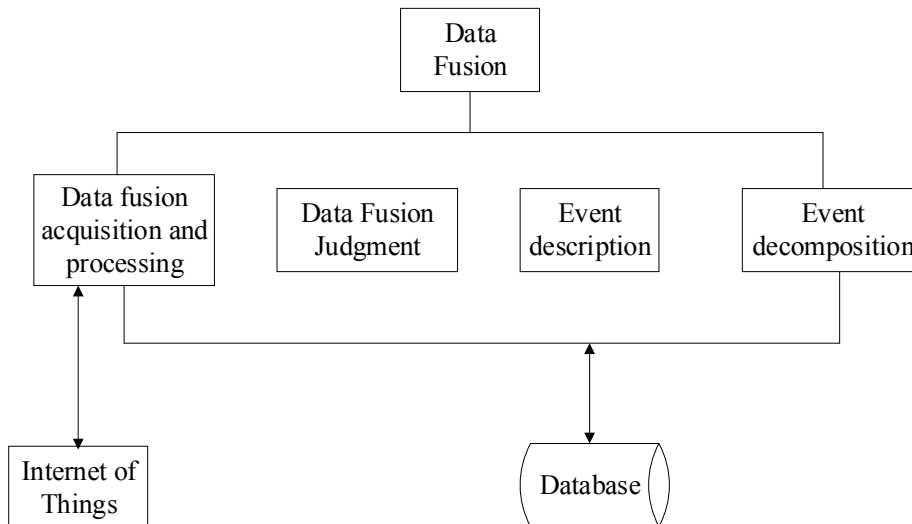 Data
Fusion
Data fusion
acquisition and
processing
Data Fusion
Judgment
Event
description
Event
decomposition
Internet of
Things
Database